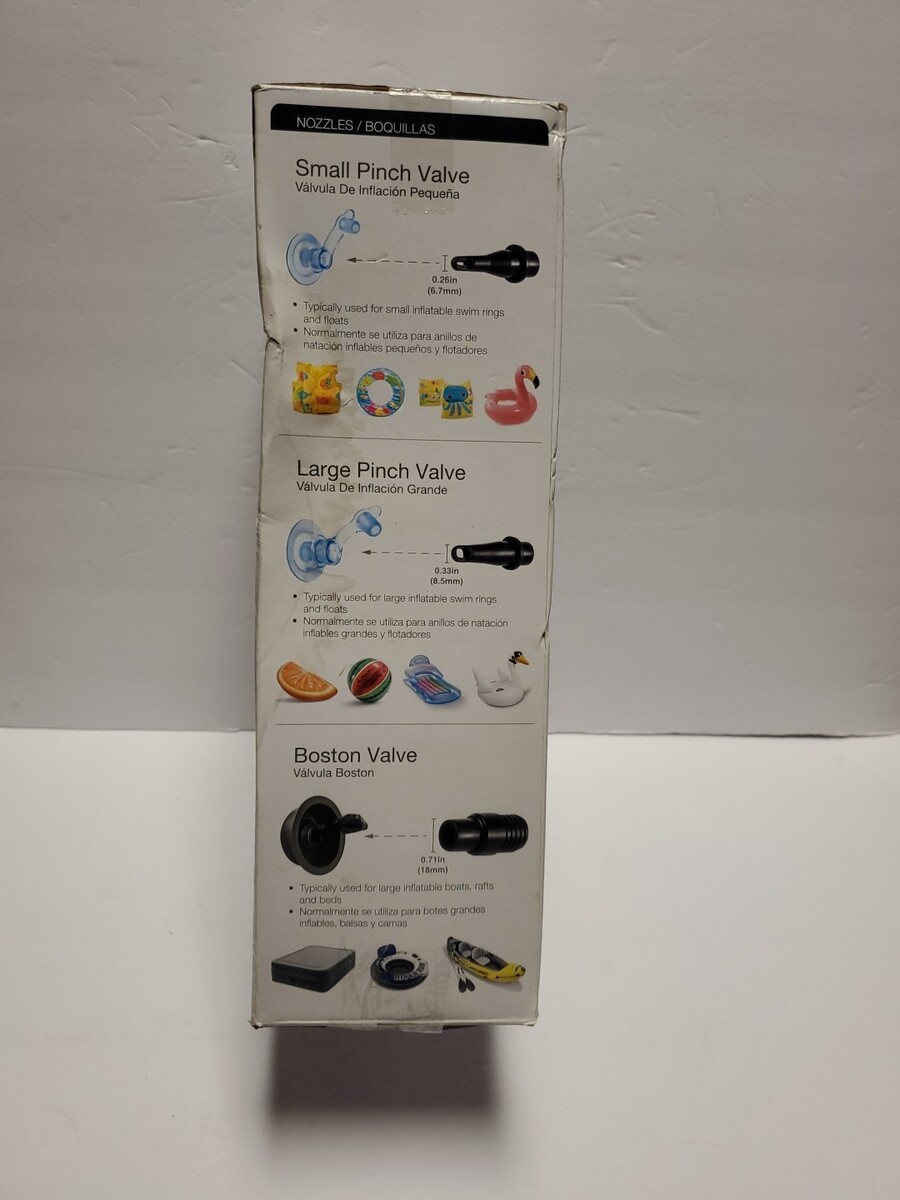 NOZZLES / BOQUILLAS
Small Pinch Valve
Válvula De Inflación Pequeña
0.26in
(6.7mm)
• Typically used for small inflatable swim rings
and floats
• Normalmente se utiliza para anillos de
natación inflables pequeños y flotadores
Large Pinch Valve
Válvula De Inflación Grande
0.33in
(8.5mm)
• Typically used for large inflatable swim rings
and floats
• Normalmente se utiliza para anillos de natación
inflables grandes y flotadores
Boston Valve
Válvula Boston
0.71in
(18mm)
• Typically used for large inflatable boats, rafts
and beds
• Normalmente se utiliza para botes grandes
inflables, balsas y camas